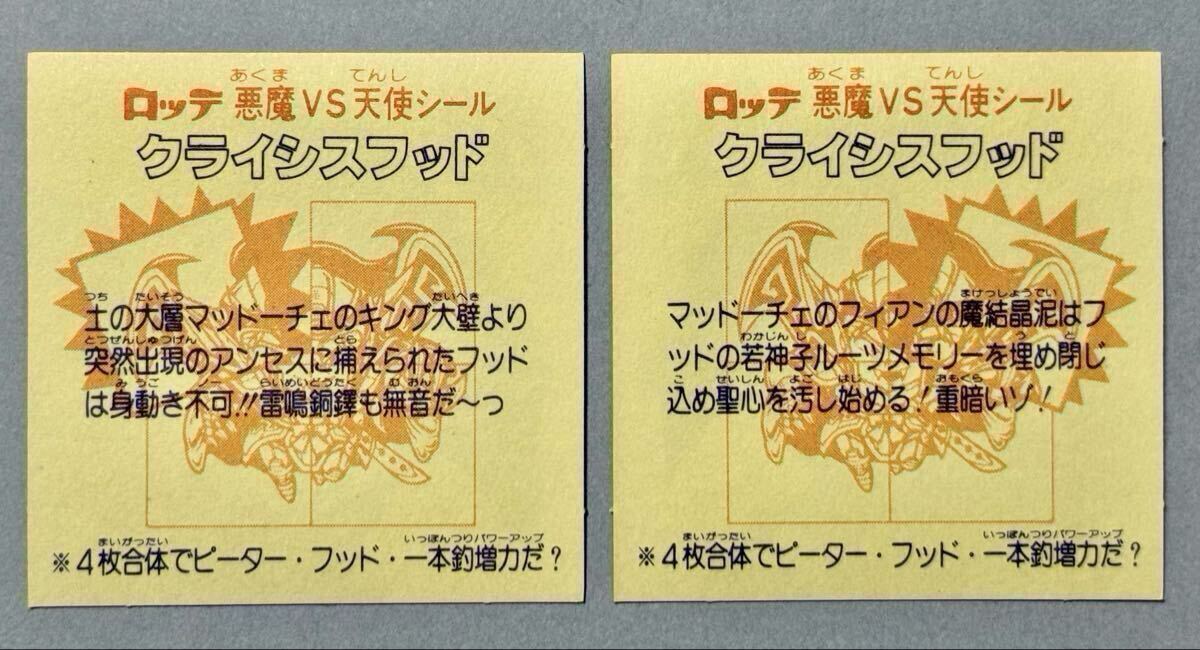 あくま てんし
ロッテ 悪魔VS天使シール
クライシスフッド
つち たいそう たいへき
土の大層マッドーチェのキング大壁より
とつぜんしゅつげん とら
突然出現のアンセスに捕えられたフッド
みうご ノー らいめいどうたく むおん
は身動き不可!!雷鳴銅鐸も無音だ〜っ
まいがったい いっぽんつりパワーアップ
※4枚合体でピーター・フッド・一本釣増力だ?
あくま てんし
ロッテ 悪魔VS天使シール
クライシスフッド
まけっしょうでい
マッドーチェのフィアンの魔結晶泥はフ
わかじんし と
ッドの若神子ルーツメモリーを埋め閉じ
こ せいしん よご はじ おもくら
込め聖心を汚し始める!重暗いゾ!
まいがったい いっぽんつりパワーアップ
※4枚合体でピーター・フッド・一本釣増力だ?